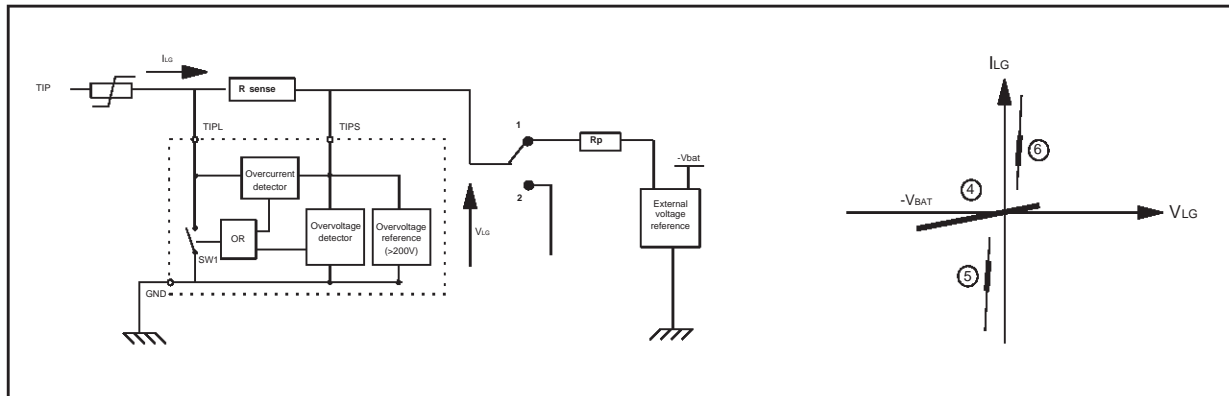 ILG
TIP
R sense
TIPL
TIPS
1
Rp
-Vbat
Overcurrent
detector
2
External
voltage
reference
OR
Overvoltage
detector
Overvoltage
reference
(>200V)
VLG
SW1
GND
ILG
6
4
-VBAT
VLG
5